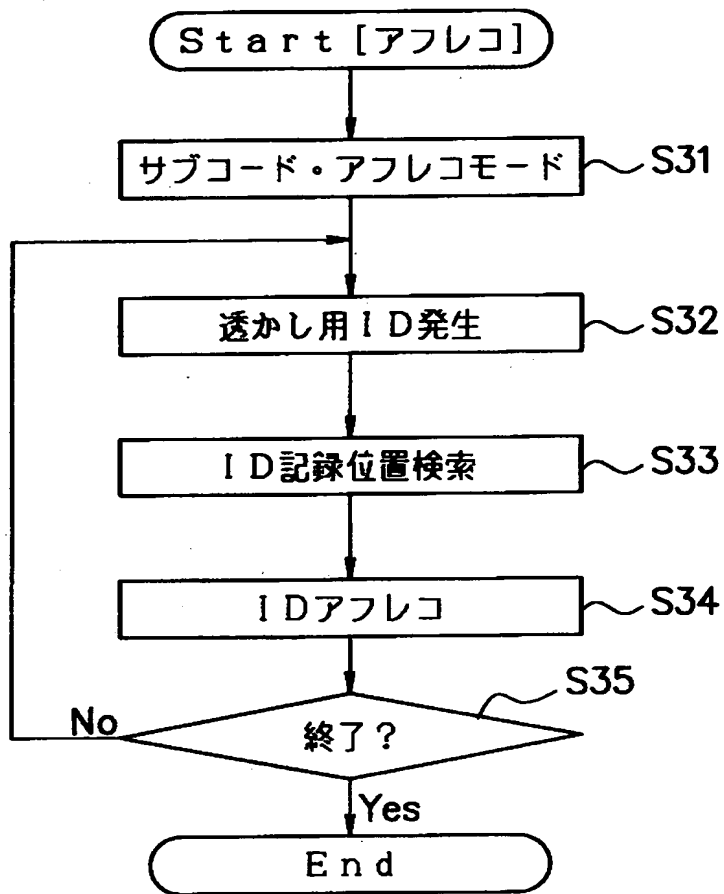 Start[アフレコ]
サブコード・アフレコモード
S31
透かし用ID発生
S32
ID記録位置検索
S33
IDアフレコ
S34
S35
終了?
No
Yes
End